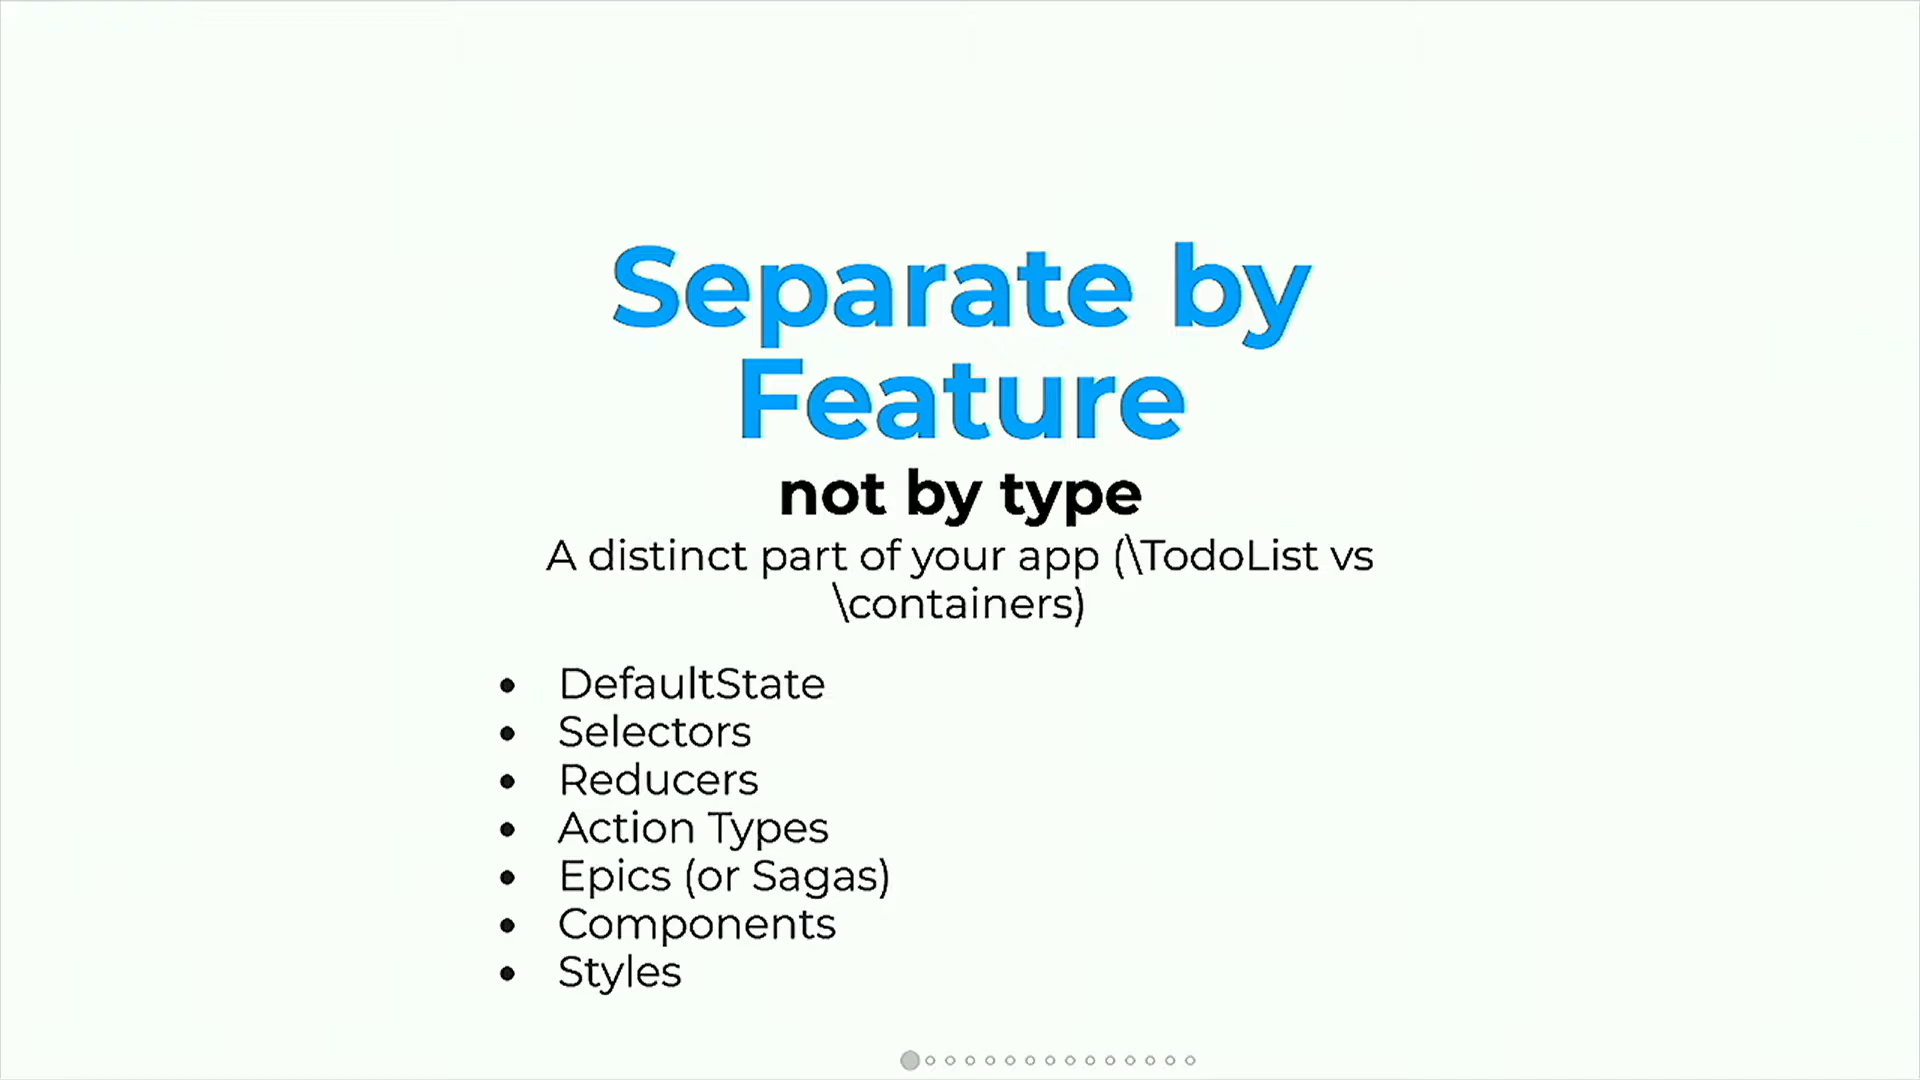 Separate by
Feature
not by type
A distinct part of your app (\TodoList vs
\containers)
• DefaultState
• Selectors
• Reducers
• Action Types
• Epics (or Sagas)
• Components
• Styles